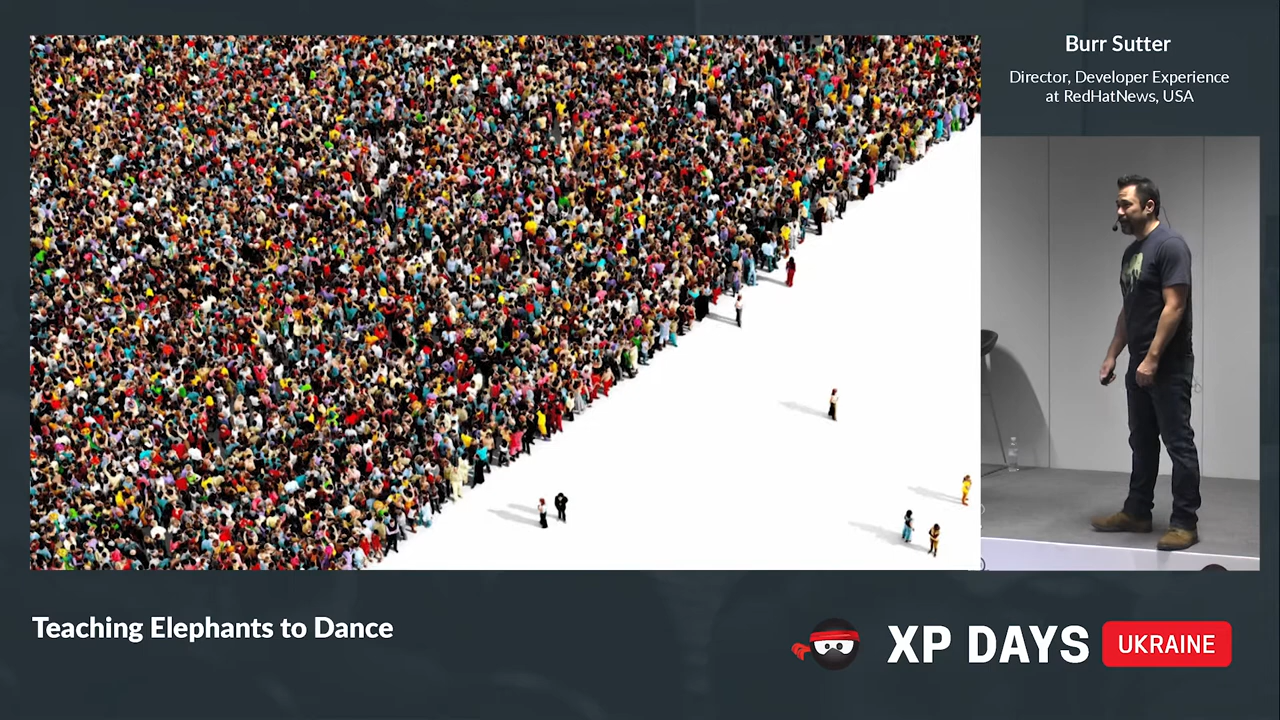 Burr Sutter
Director, Developer Experience
at RedHatNews, USA
Teaching Elephants to Dance
XP DAYS UKRAINE